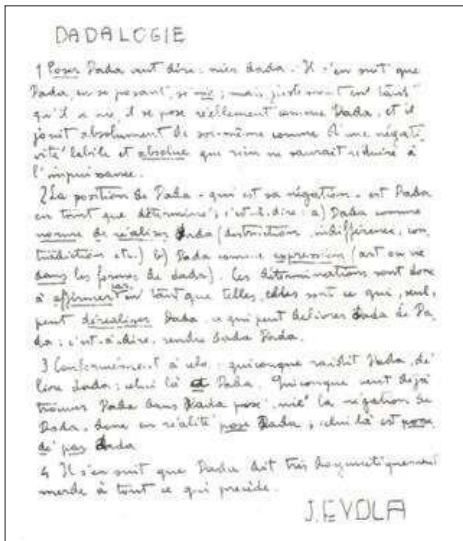 DADALOGIE
1 Poser Dada veut dire : nier dada. Il s'en suit que
Dada, en se posant, se nie ; mais justement en tant
qu'il se nie, il se pose réellement comme Dada, et il
jouit absolument de soi-même comme d'une négati
vité labile et absolue que rien ne saurait réduire à
l'impuissance.
2 La position de Dada - qui est sa négation - est Dada
en tant que déterminé, c'est-à-dire : a) Dada comme
norme de réaliser dada (destruction, indifférence, con
tradiction etc.) b) Dada comme expression (art ou vie
dans les formes de dada). Ces déterminations sont donc
à affirmer car en tant que telles, elles sont ce qui, seul,
peut déréaliser Dada, ce qui peut délivrer dada de Da
da : c'est-à-dire, rendre dada Dada.
3 Conformément à cela : quiconque raidit Dada, dé
livre dada : celui là est Dada. Quiconque veut déjà
trouver Dada dans Dada posé, nie la négation de
Dada, donc en réalité pose Dada ; celui là est posé
de pas dada
4 Il s'en suit que Dada dit très dogmatiquement
merde à tout ce qui précède.
J. EVOLA